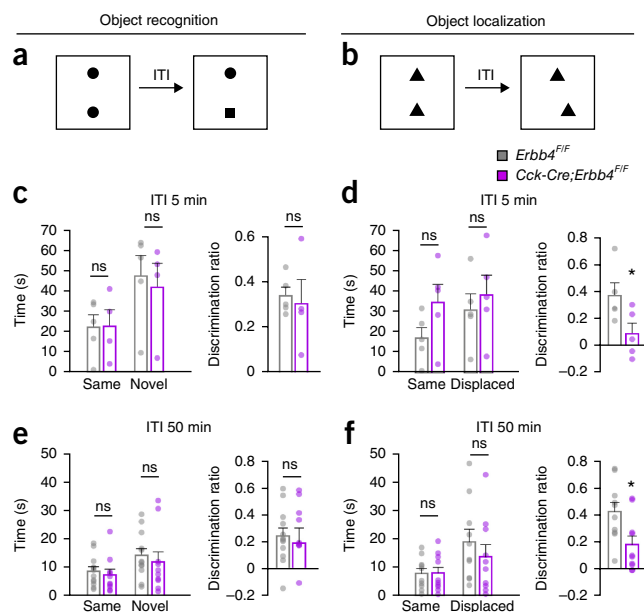 Object recognition
Object localization
a
ITI
b
ITI
Erbb4F/F
Cck-Cre;Erbb4F/F
c
ITI 5 min
ns
ns
ns
Time (s)
70
60
50
40
30
20
10
0
Same
Novel
Discrimination ratio
0.6
0.4
0.2
0
d
ITI 5 min
ns
ns
*
Time (s)
70
60
50
40
30
20
10
0
Same
Displaced
Discrimination ratio
0.8
0.6
0.4
0.2
0
–0.2
e
ITI 50 min
ns
ns
ns
Time (s)
50
40
30
20
10
0
Same
Novel
Discrimination ratio
0.8
0.6
0.4
0.2
0
–0.2
f
ITI 50 min
ns
ns
*
Time (s)
50
40
30
20
10
0
Same
Displaced
Discrimination ratio
0.8
0.6
0.4
0.2
0
–0.2